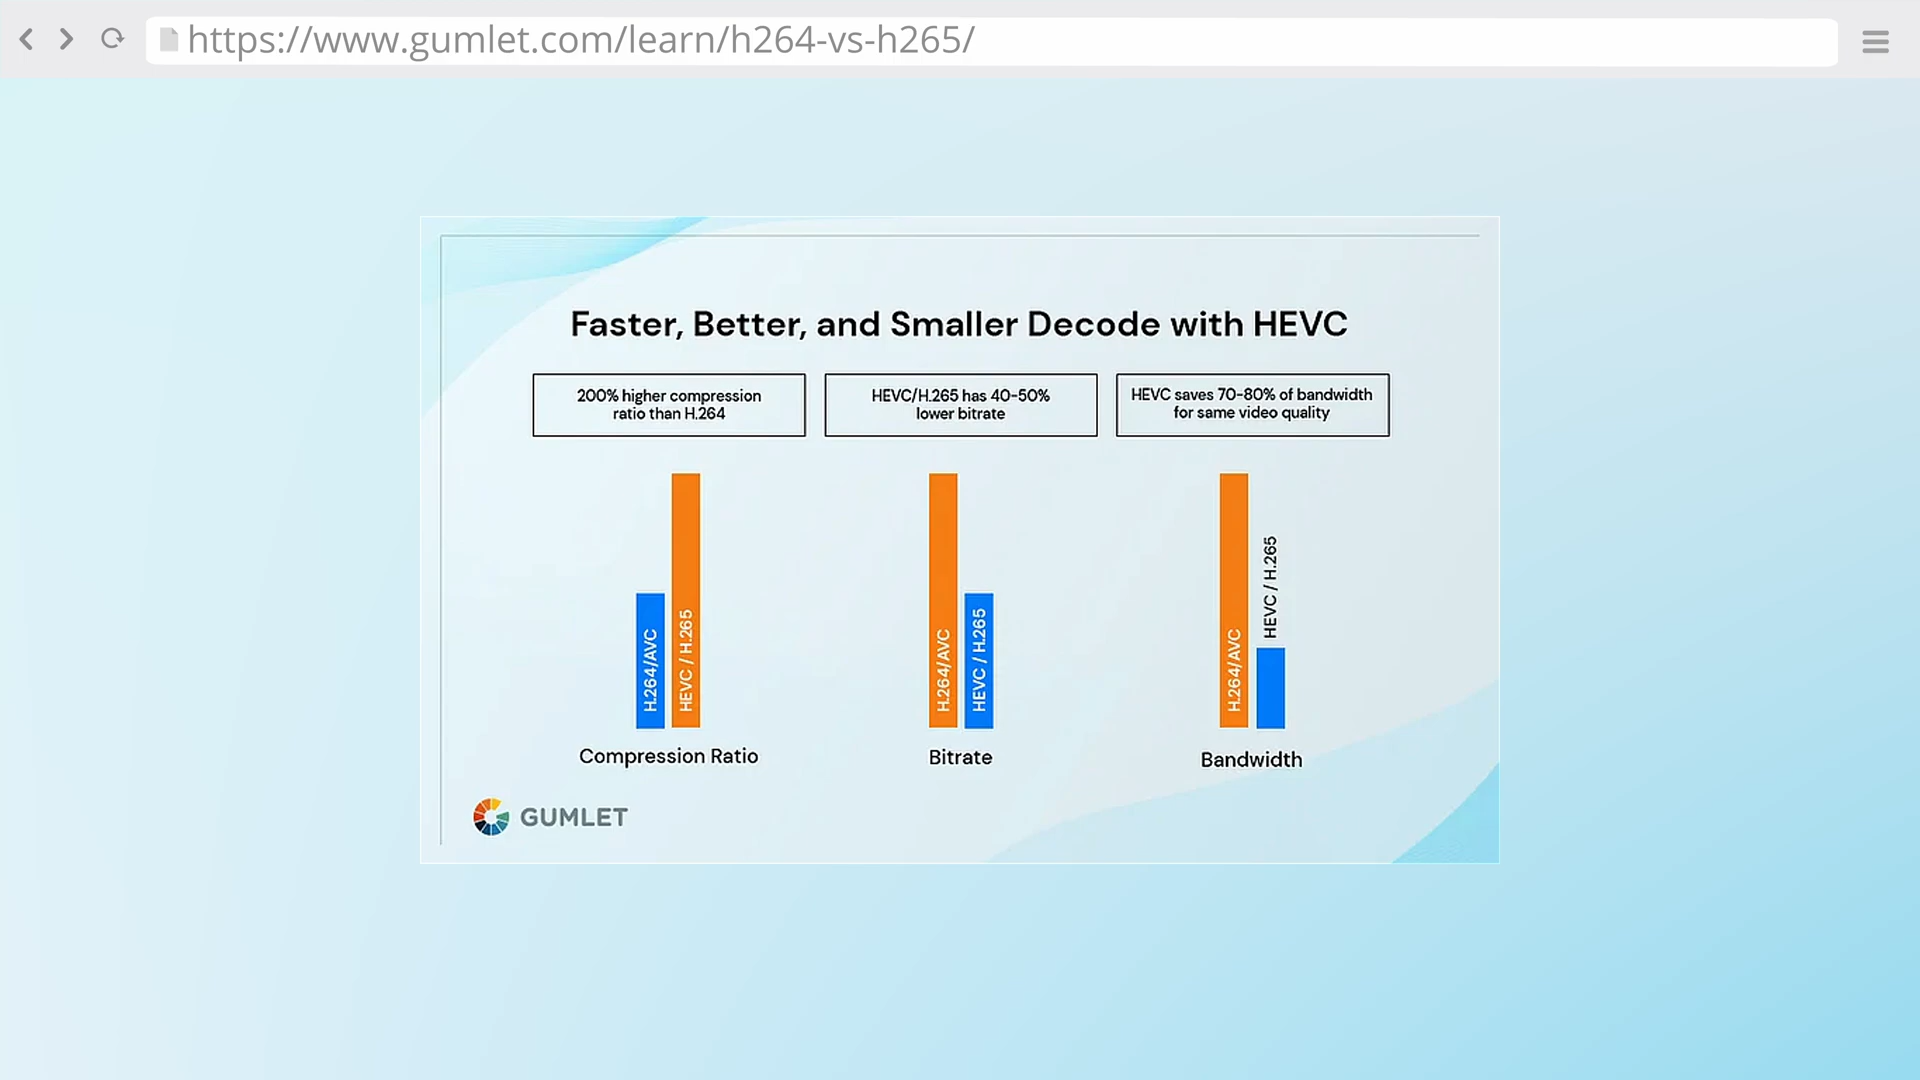 https://www.gumlet.com/learn/h264-vs-h265/
Faster, Better, and Smaller Decode with HEVC
200% higher compression
ratio than H.264
HEVC/H.265 has 40-50%
lower bitrate
HEVC saves 70-80% of bandwidth
for same video quality
H.264/AVC
HEVC / H.265
Compression Ratio
H.264/AVC
HEVC / H.265
Bitrate
H.264/AVC
HEVC / H.265
Bandwidth
GUMLET